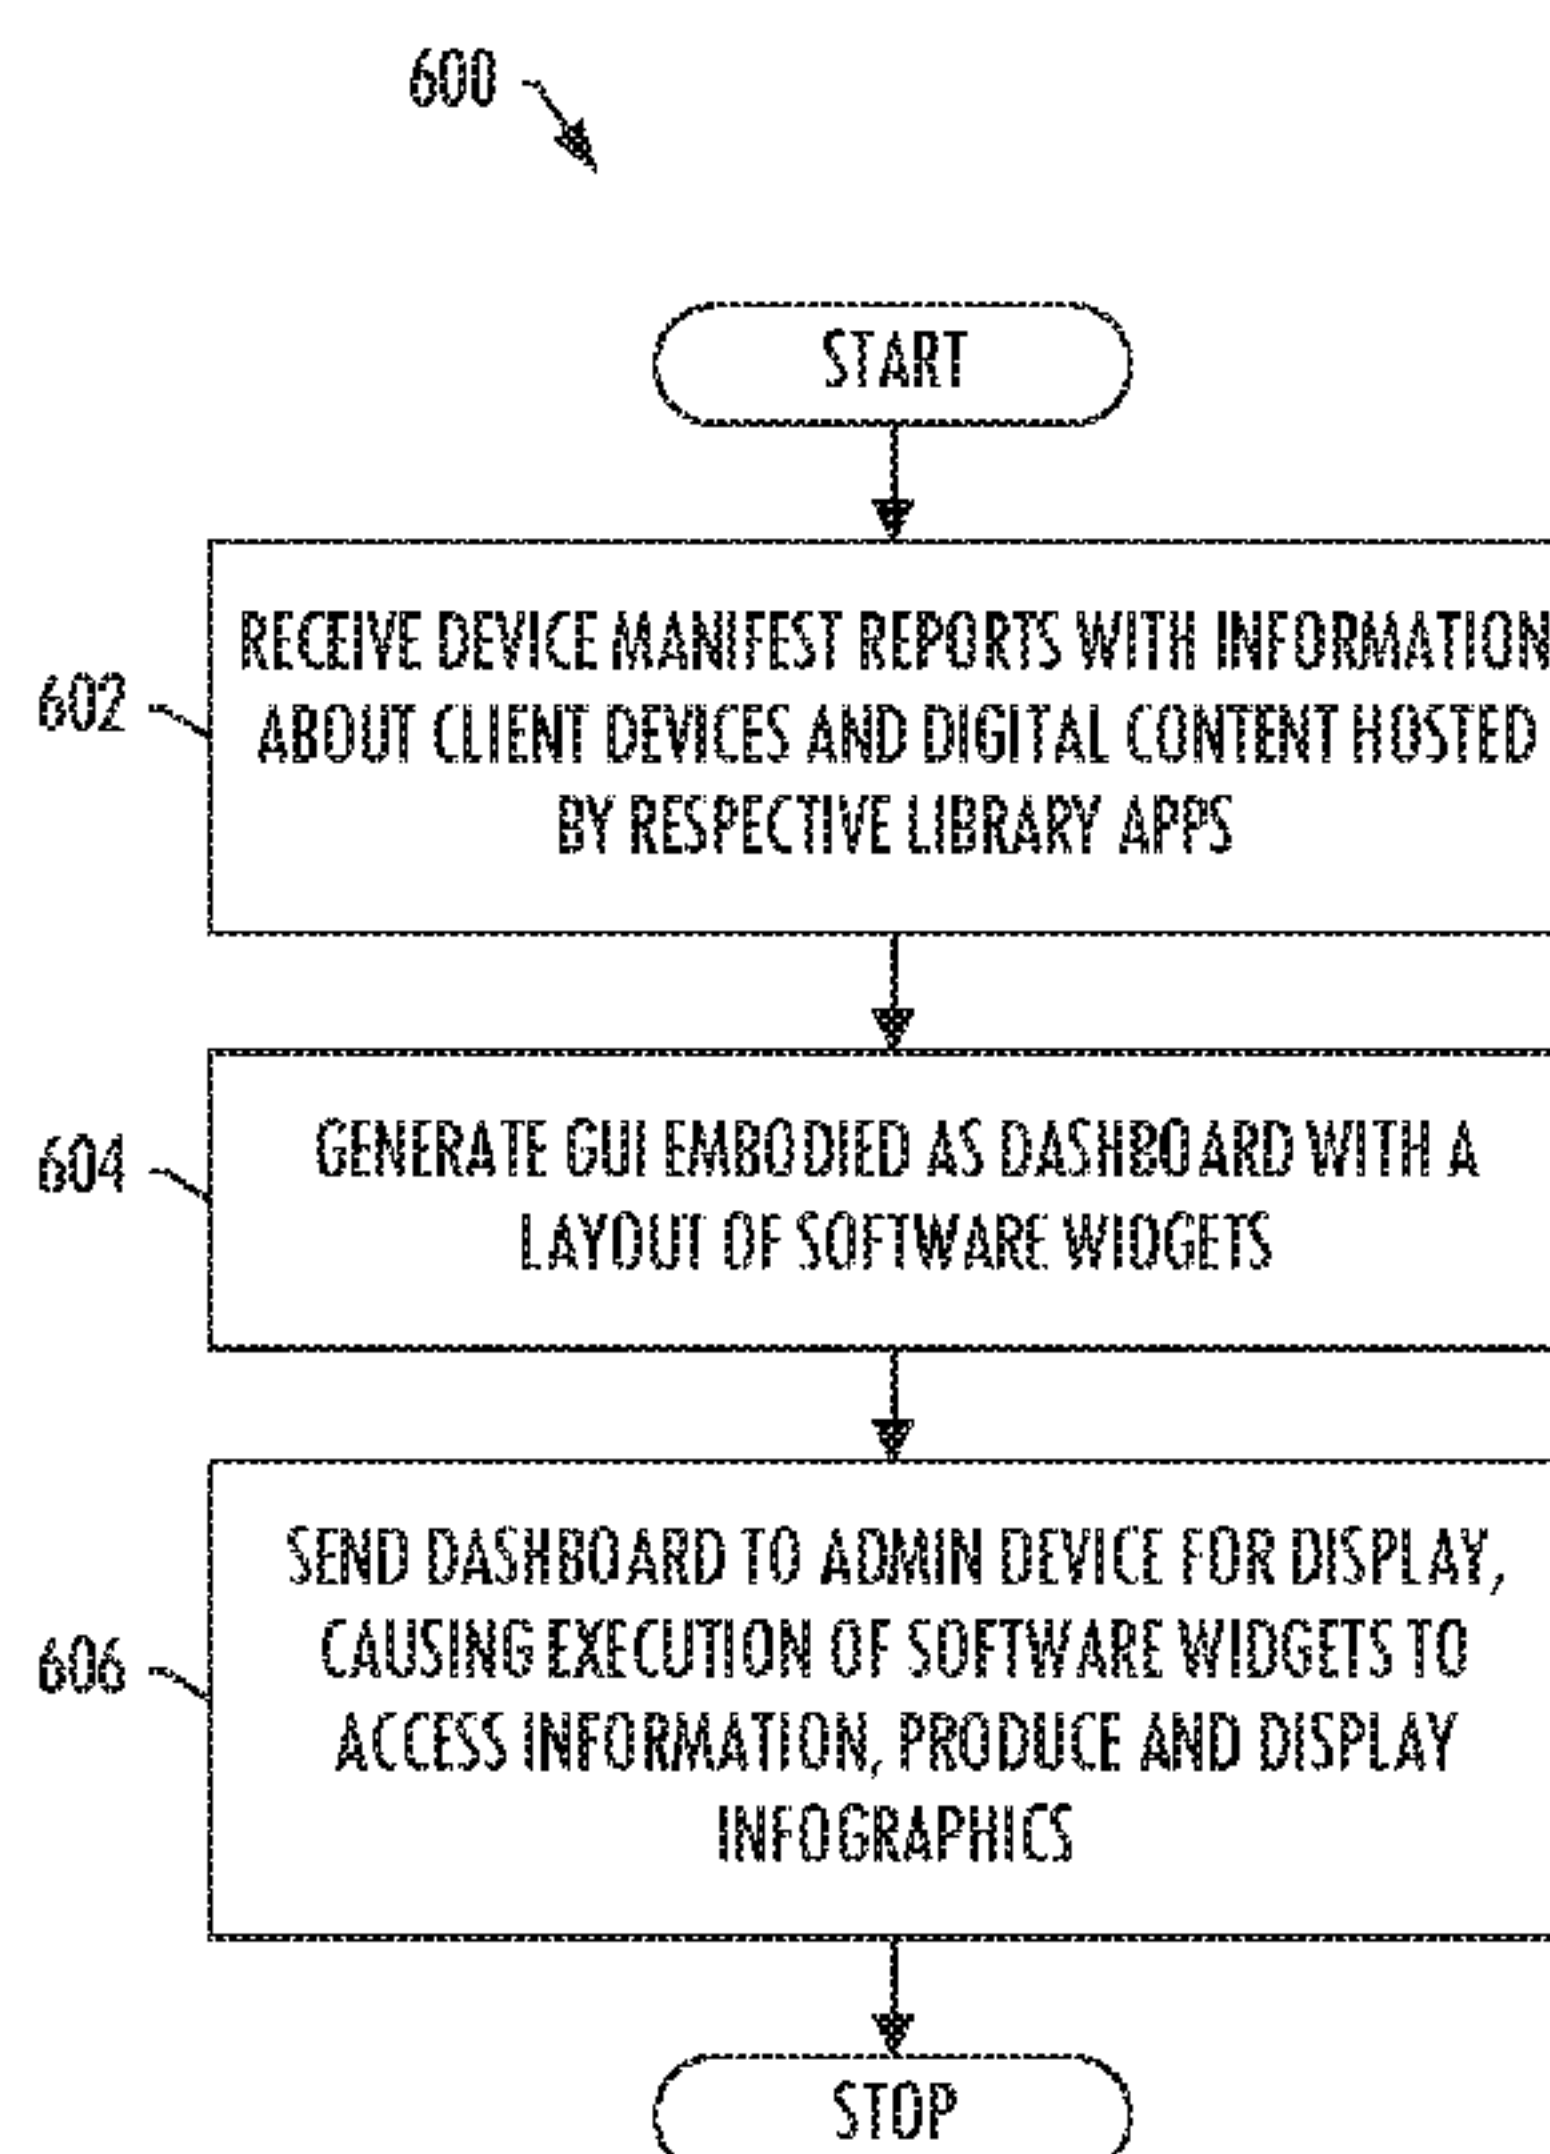 600
START
602
RECEIVE DEVICE MANIFEST REPORTS WITH INFORMATION
ABOUT CLIENT DEVICES AND DIGITAL CONTENT HOSTED
BY RESPECTIVE LIBRARY APPS
604
GENERATE GUI EMBODIED AS DASHBOARD WITH A
LAYOUT OF SOFTWARE WIDGETS
606
SEND DASHBOARD TO ADMIN DEVICE FOR DISPLAY,
CAUSING EXECUTION OF SOFTWARE WIDGETS TO
ACCESS INFORMATION, PRODUCE AND DISPLAY
INFOGRAPHICS
STOP